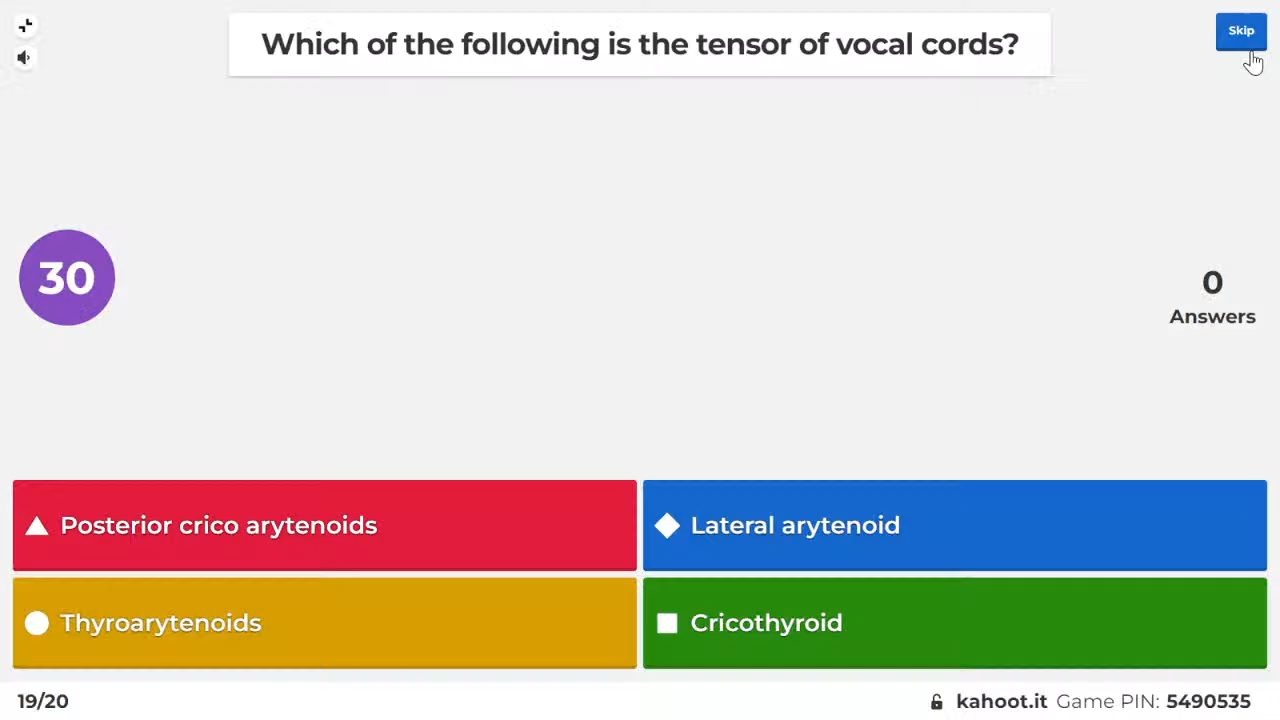 Which of the following is the tensor of vocal cords?
Skip
30
0
Answers
Posterior crico arytenoids
Lateral arytenoid
Thyroarytenoids
Cricothyroid
19/20
kahoot.it Game PIN: 5490535